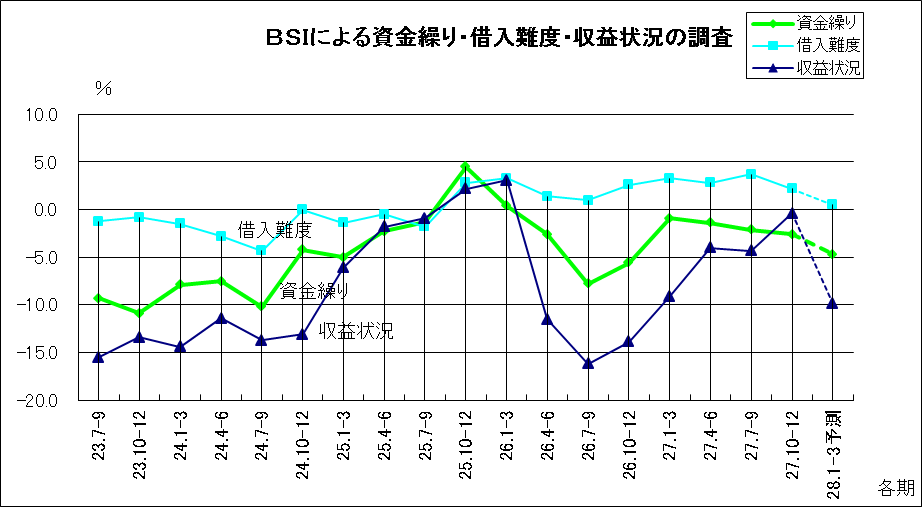 BSIによる資金繰り・借入難度・収益状況の調査
資金繰り
借入難度
収益状況
％
10.0
5.0
0.0
-5.0
-10.0
-15.0
-20.0
借入難度
資金繰り
収益状況
23.7-9
23.10-12
24.1-3
24.4-6
24.7-9
24.10-12
25.1-3
25.4-6
25.7-9
25.10-12
26.1-3
26.4-6
26.7-9
26.10-12
27.1-3
27.4-6
27.7-9
27.10-12
28.1-3予測
各期